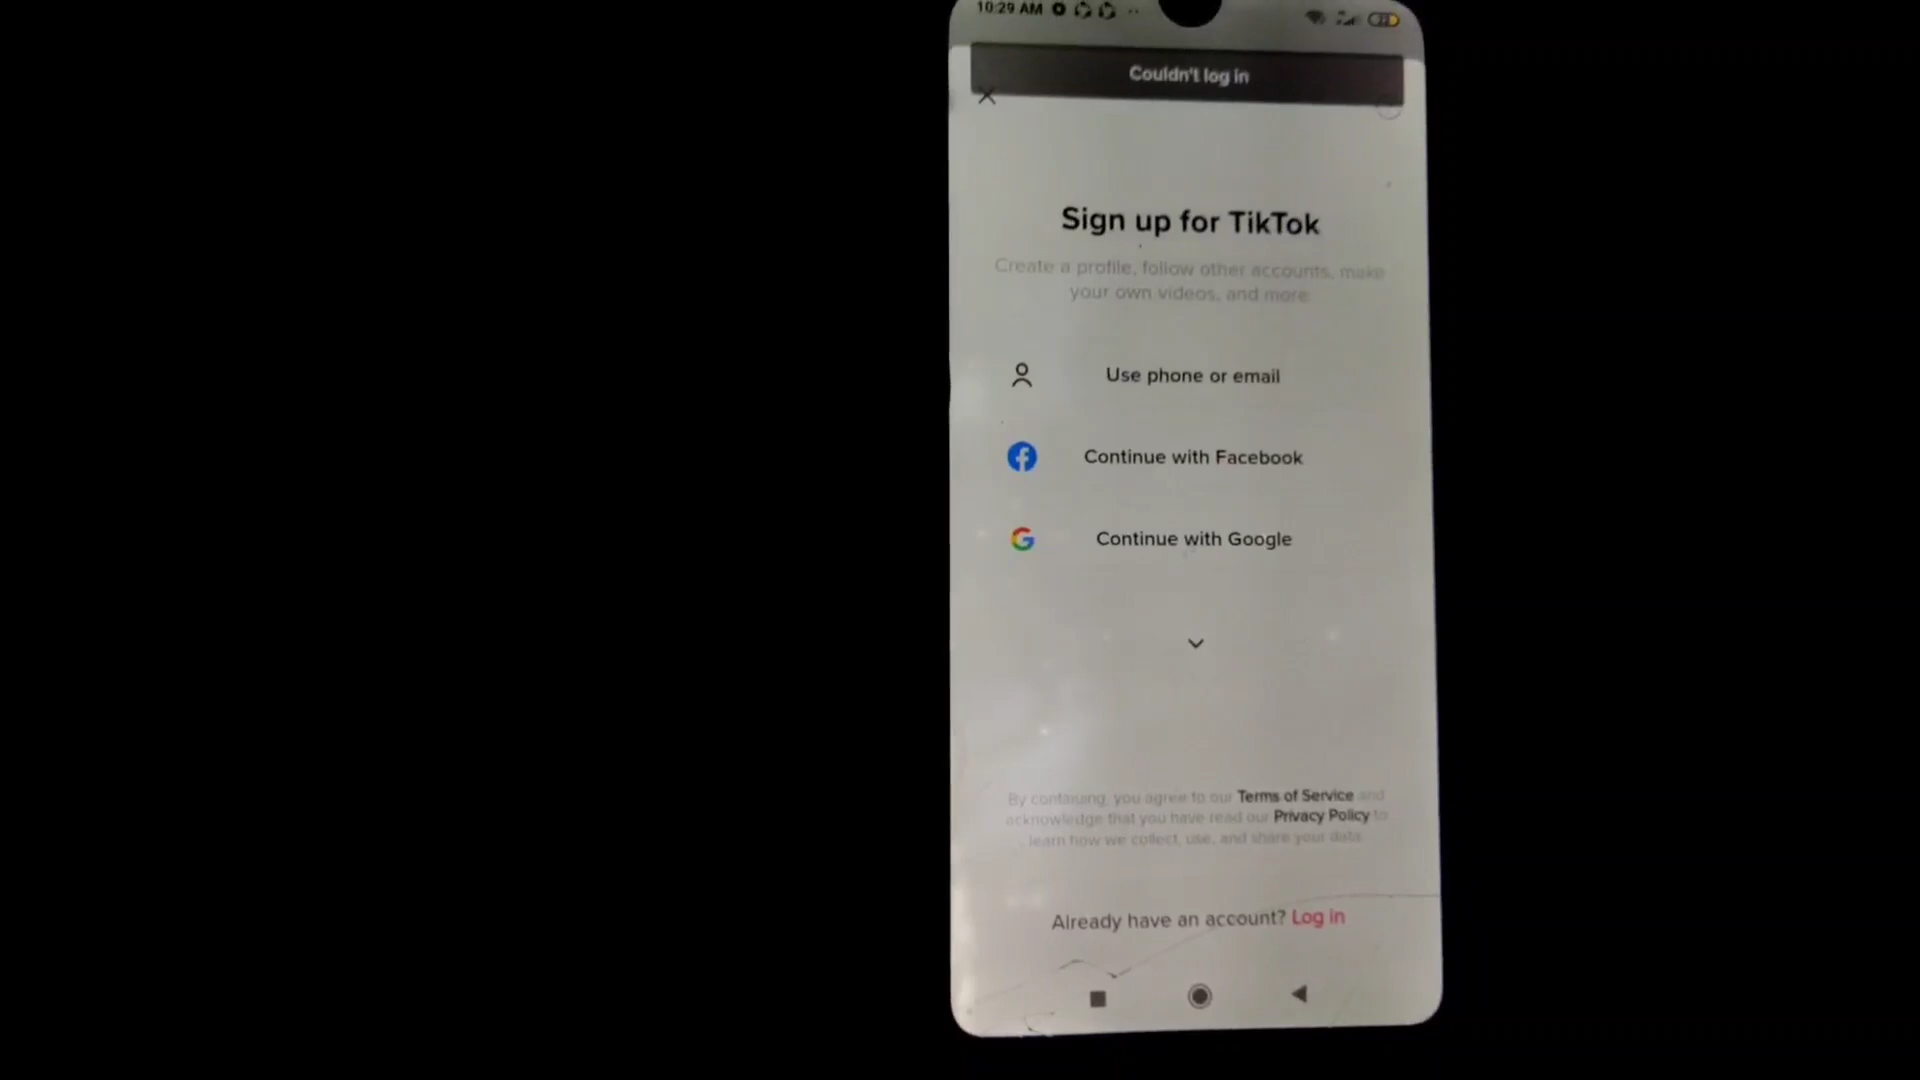 10:29 AM
Couldn't log in
Sign up for TikTok
Create a profile, follow other accounts, make
your own videos, and more
Use phone or email
Continue with Facebook
Continue with Google
By continuing, you agree to our Terms of Service and
acknowledge that you have read our Privacy Policy to
learn how we collect, use, and share your data
Already have an account? Log in